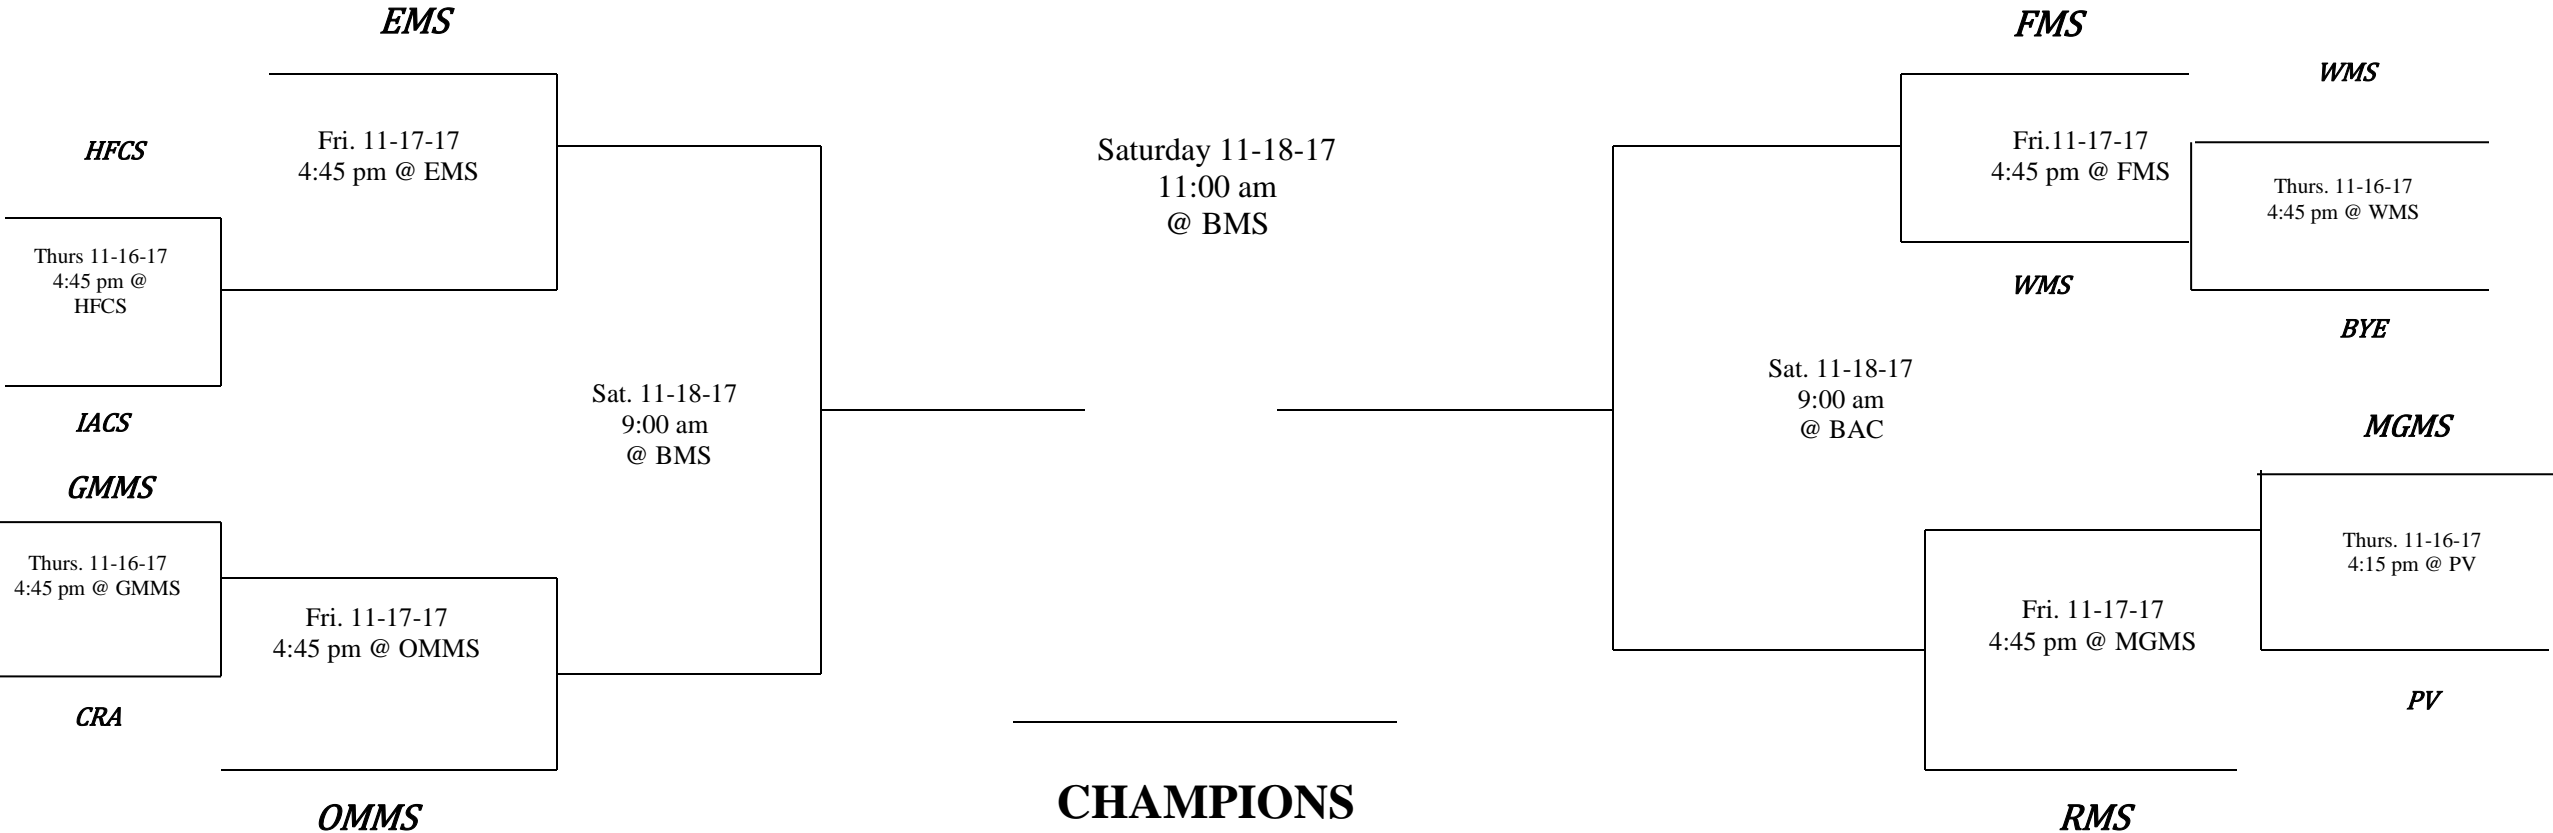 EMS
Fri. 11-17-17
4:45 pm @ EMS
HFCS
Thurs 11-16-17
4:45 pm @
HFCS
IACS
GMMS
Thurs. 11-16-17
4:45 pm @ GMMS
CRA
Fri. 11-17-17
4:45 pm @ OMMS
OMMS
Sat. 11-18-17
9:00 am
@ BMS
Saturday 11-18-17
11:00 am
@ BMS
CHAMPIONS
FMS
Fri.11-17-17
4:45 pm @ FMS
WMS
WMS
Thurs. 11-16-17
4:45 pm @ WMS
BYE
Sat. 11-18-17
9:00 am
@ BAC
MGMS
Thurs. 11-16-17
4:15 pm @ PV
PV
Fri. 11-17-17
4:45 pm @ MGMS
RMS